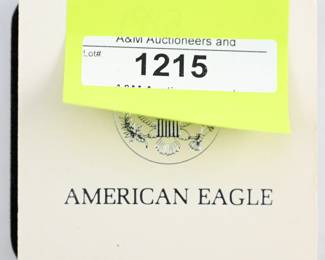 A&M Auctioneers and
Lot#
1215
AMERICAN EAGLE